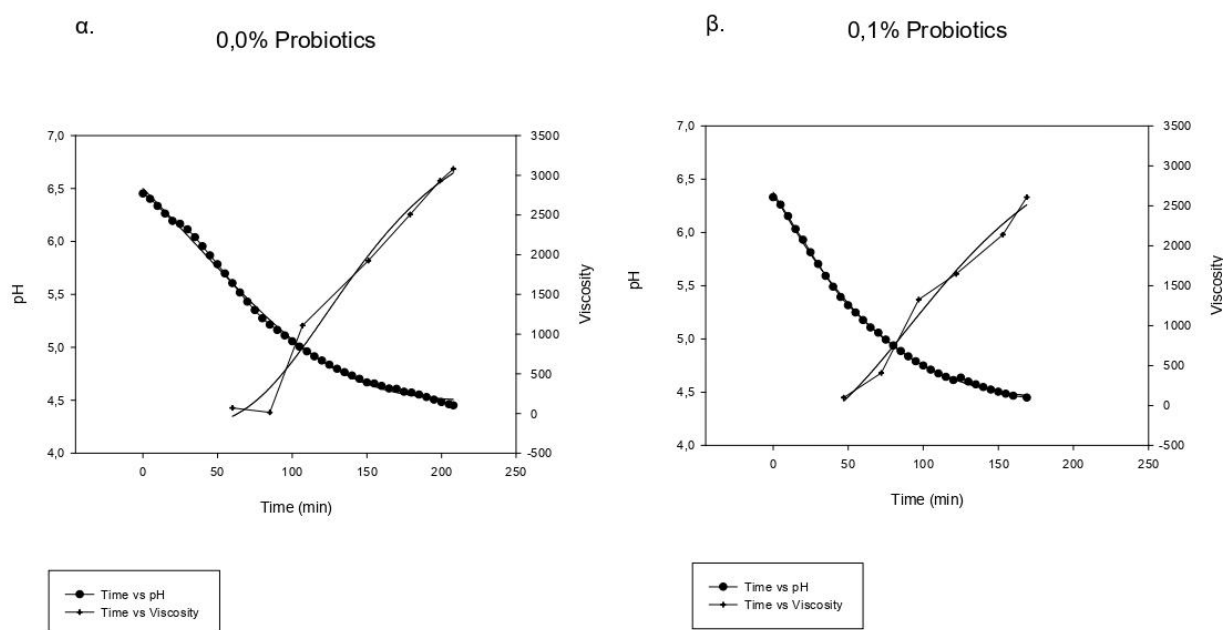 α.
0,0% Probiotics
7,0
6,5
6,0
5,5
5,0
4,5
4,0
pH
3500
3000
2500
2000
1500
1000
500
0
-500
Viscosity
0 50 100 150 200 250
Time (min)
Time vs pH
Time vs Viscosity
β.
0,1% Probiotics
7,0
6,5
6,0
5,5
5,0
4,5
4,0
pH
3500
3000
2500
2000
1500
1000
500
0
-500
Viscosity
0 50 100 150 200 250
Time (min)
Time vs pH
Time vs Viscosity